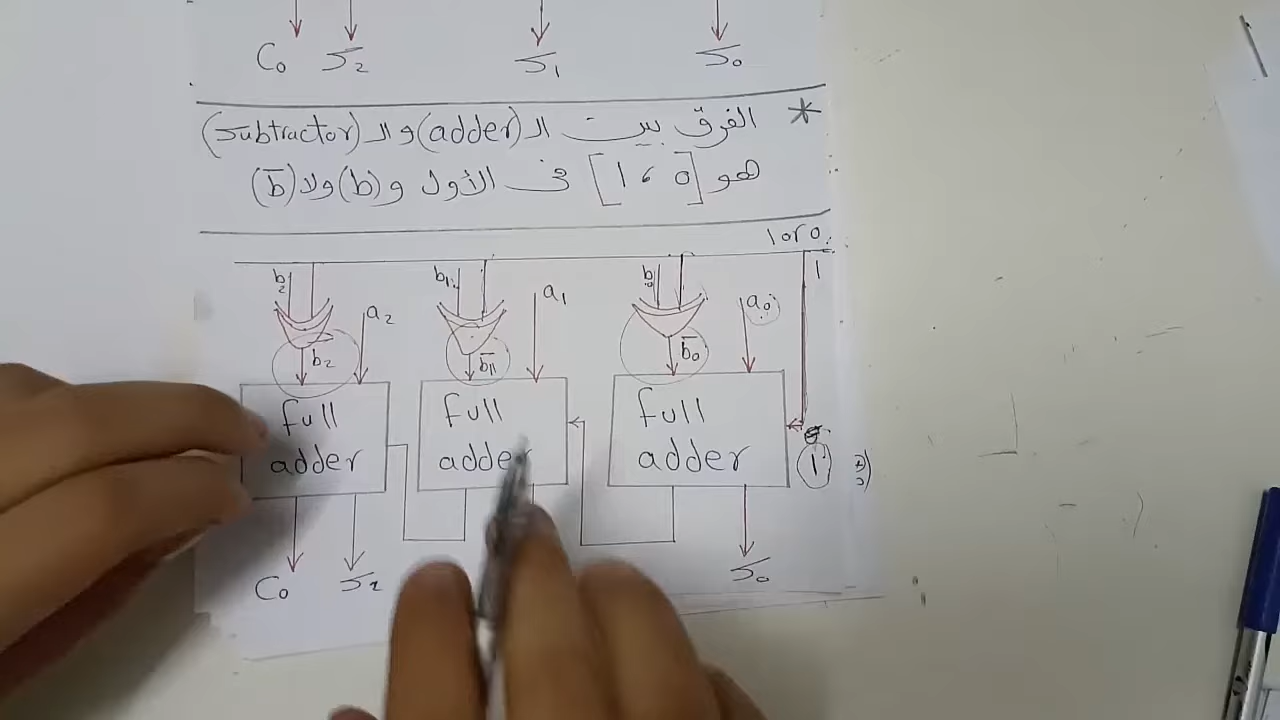 C₀ S₂ S₁ S₀
* الفرق بين الـ (adder) والـ (subtractor)
هو [1،0] في الأول و (b) ولا (b̅)
1 or 0
b₂ b₁ b₀ 1
a₂ a₁ a₀
b₂ b̅₁ b̅₀
full adder full adder full adder
1
C₀ S₂ S₀